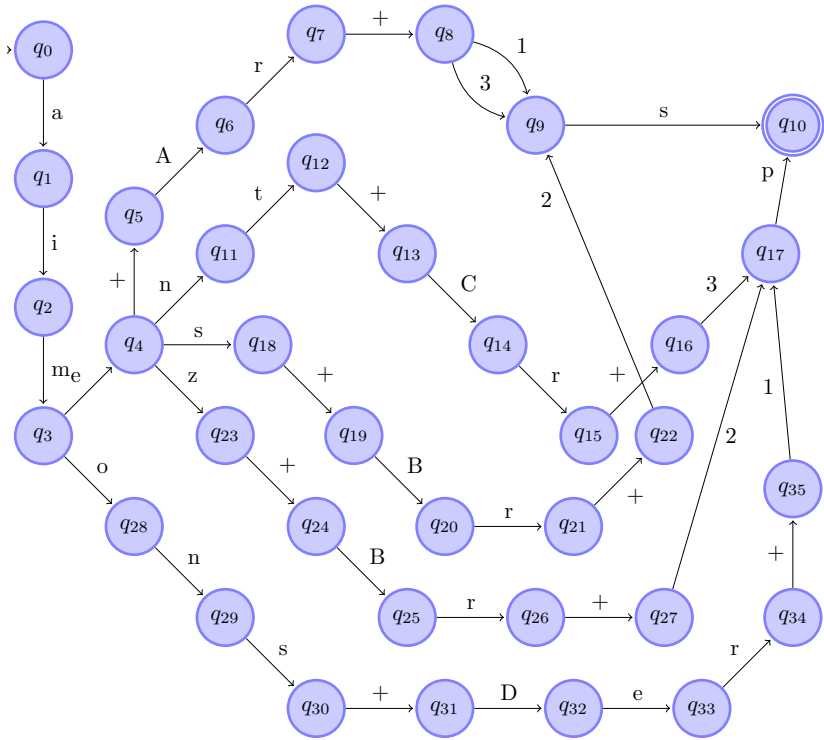 q7 + q8
q0 r 1
3
a A q6 q9 s q10
q12
q1 q5 t + 2 p
i + n q11 q13 q17
q2 C 3
me q4 s q18 q14 + q16
z + r 1
q3 q23 q19 q15 q22 2
o + B + q35
q28 q24 q20 r q21
n B +
q29 q25 r q26 + q27 q34
s r
q30 + q31 D q32 e q33